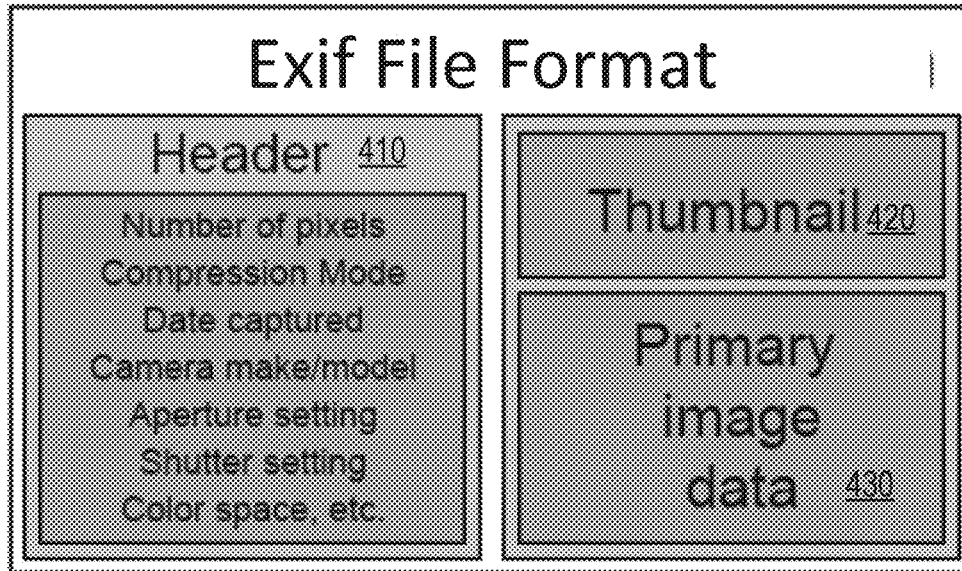 Exif File Format
Header 410
Number of pixels
Compression Mode
Date captured
Camera make/model
Aperture setting
Shutter setting
Color space, etc.
Thumbnail 420
Primary
image
data 430